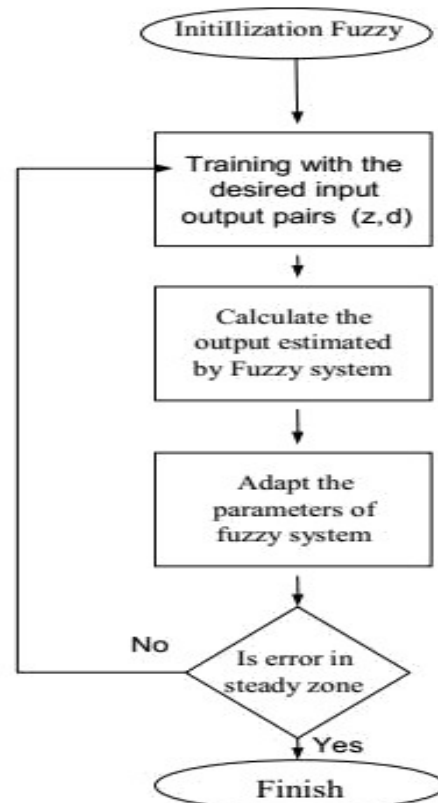 InitiIlization Fuzzy
Training with the
desired input
output pairs (z,d)
Calculate the
output estimated
by Fuzzy system
Adapt the
parameters of
fuzzy system
No
Is error in
steady zone
Yes
Finish